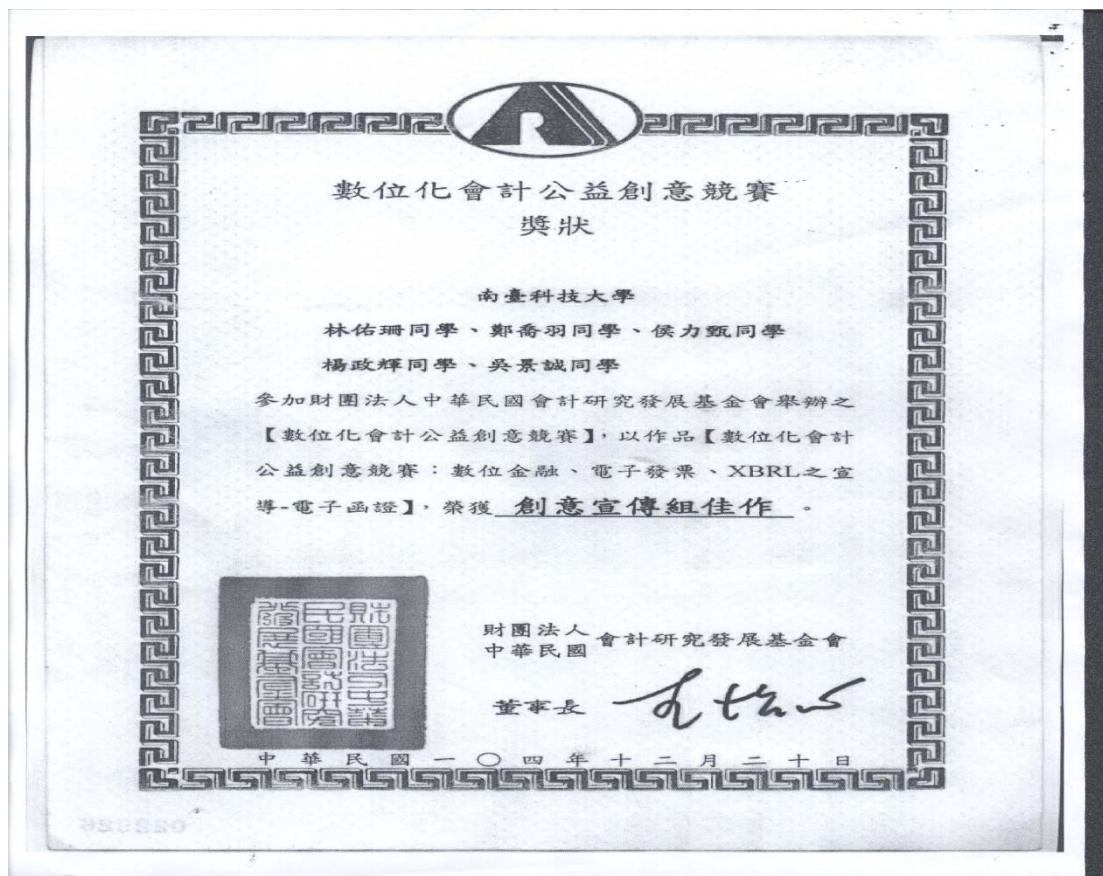 R
數位化會計公益創意競賽
獎狀
南臺科技大學
林佑珊同學、鄭喬羽同學、侯力甄同學
楊政輝同學、吳景誠同學
參加財團法人中華民國會計研究發展基金會舉辦之
【數位化會計公益創意競賽】，以作品【數位化會計
公益創意競賽：數位金融、電子發票、XBRL之宣
導-電子函證】，榮獲 創意宣傳組佳作 。
財團法人
中華民國 會計研究發展基金會
董事長
中華民國一〇四年十二月二十日